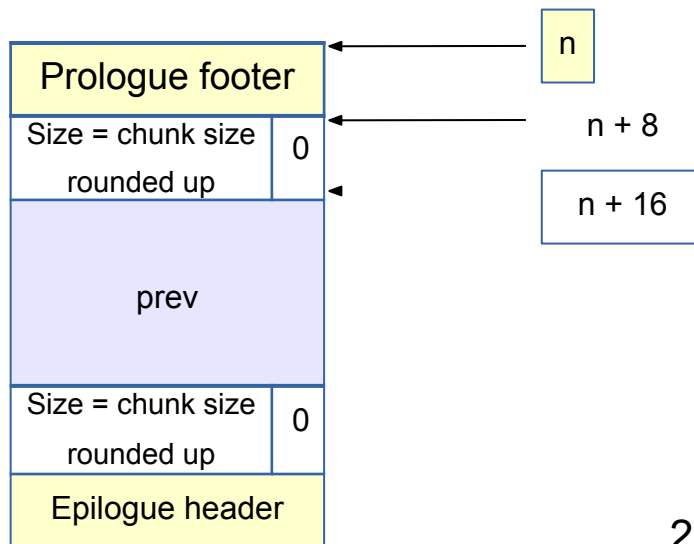 n
Prologue footer
Size = chunk size
rounded up
0
n + 8
n + 16
prev
Size = chunk size
rounded up
0
Epilogue header
2